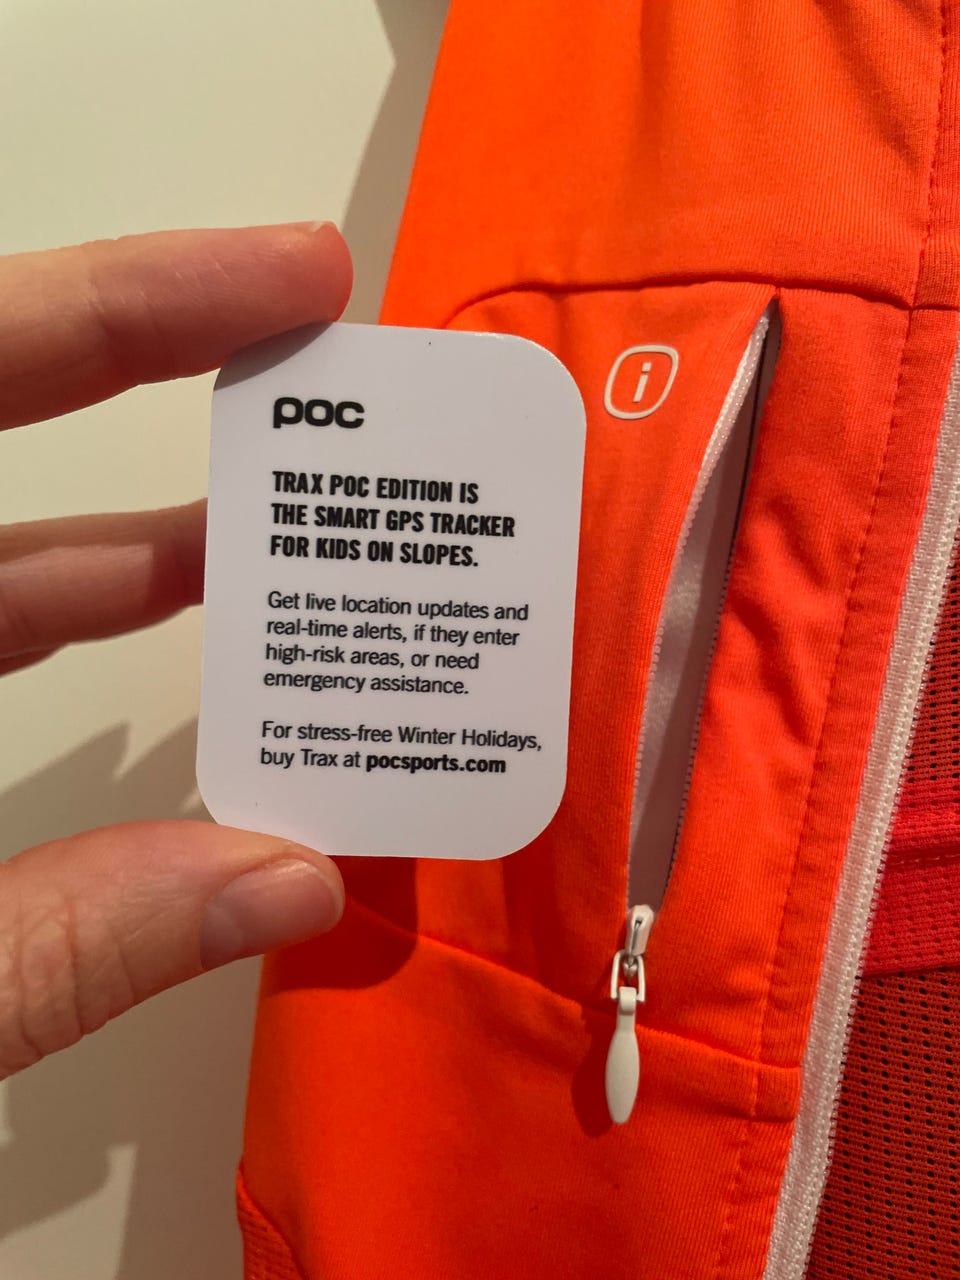 poc
TRAX POC EDITION IS
THE SMART GPS TRACKER
FOR KIDS ON SLOPES.
Get live location updates and
real-time alerts, if they enter
high-risk areas, or need
emergency assistance.
For stress-free Winter Holidays,
buy Trax at pocsports.com
i